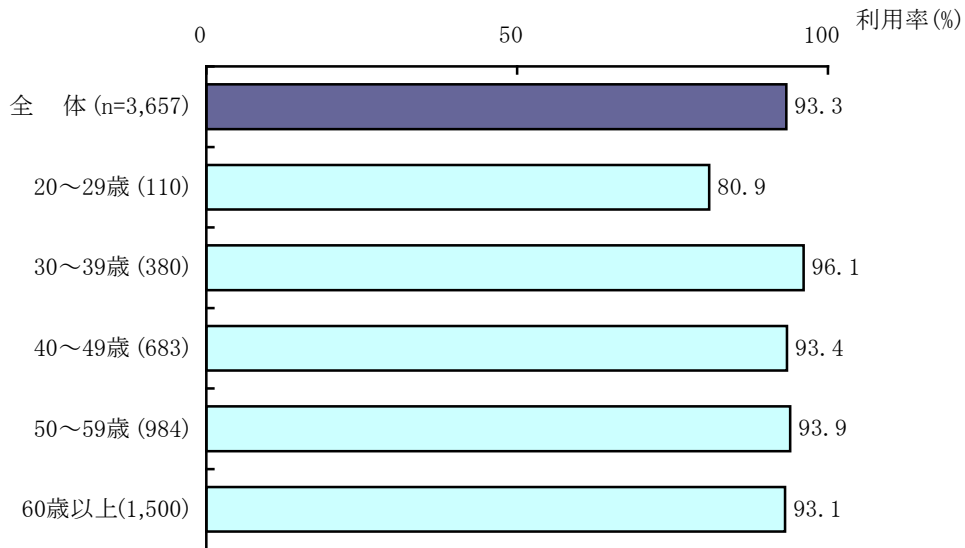 利用率(%)
0 50 100
全 体(n=3,657) 93.3
20～29歳(110) 80.9
30～39歳(380) 96.1
40～49歳(683) 93.4
50～59歳(984) 93.9
60歳以上(1,500) 93.1